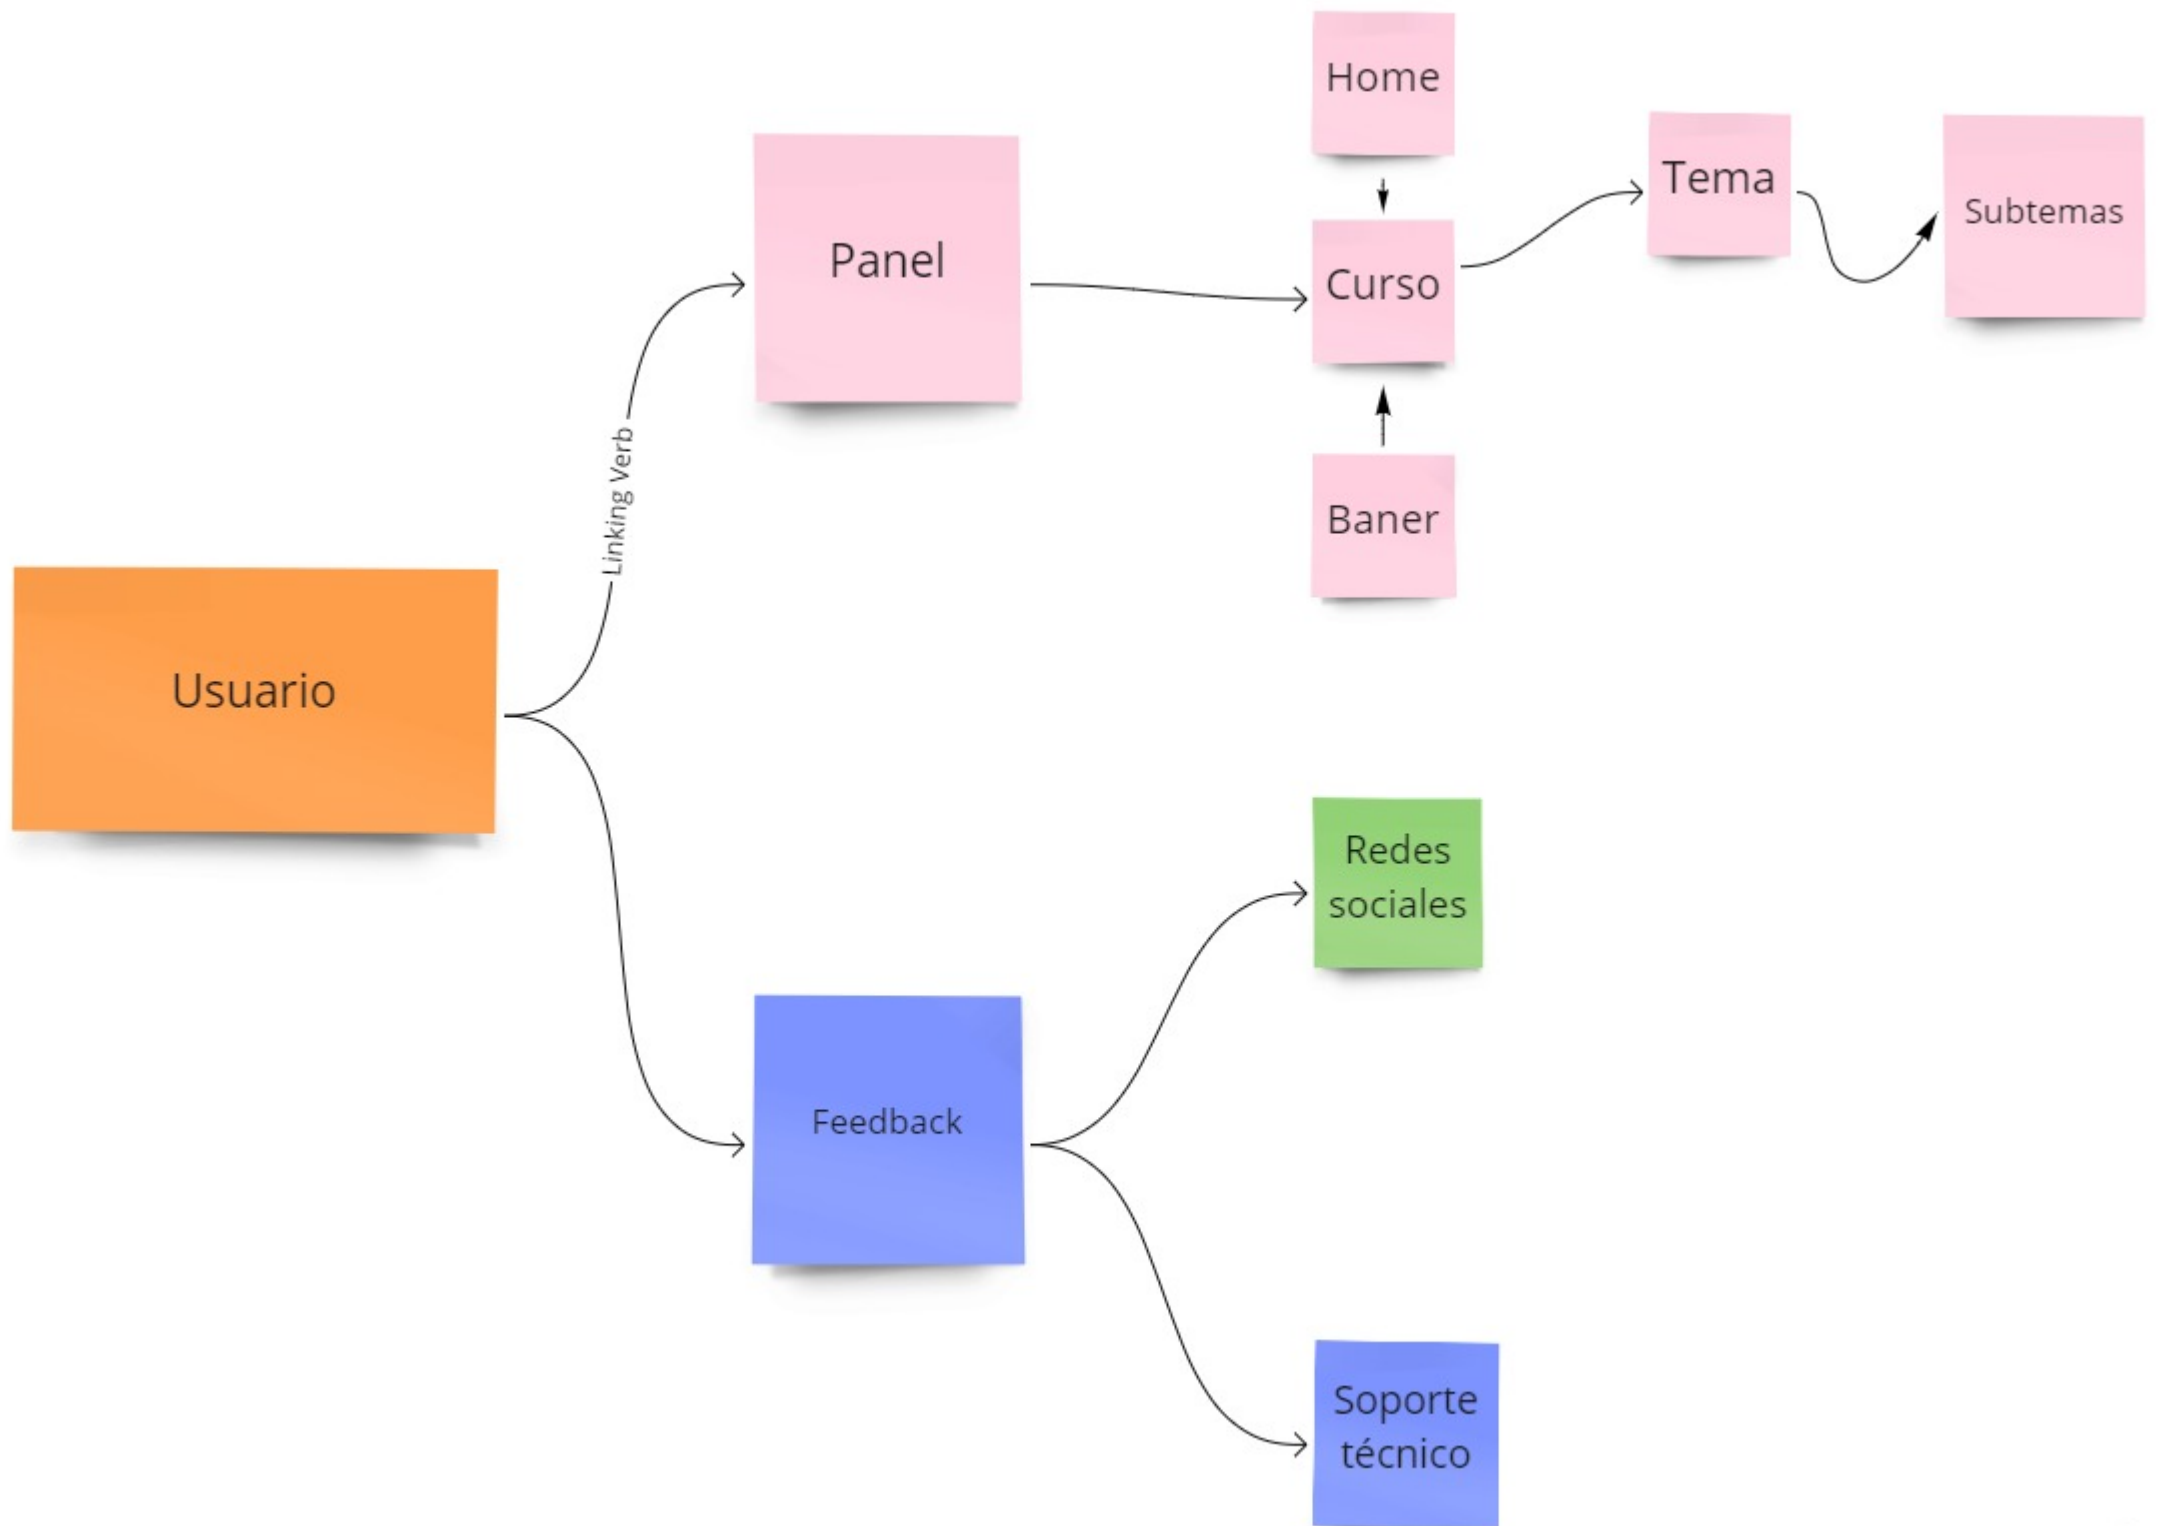 Home
Tema
Subtemas
Panel
Curso
Linking Verb
Baner
Usuario
Redes
sociales
Feedback
Soporte
técnico